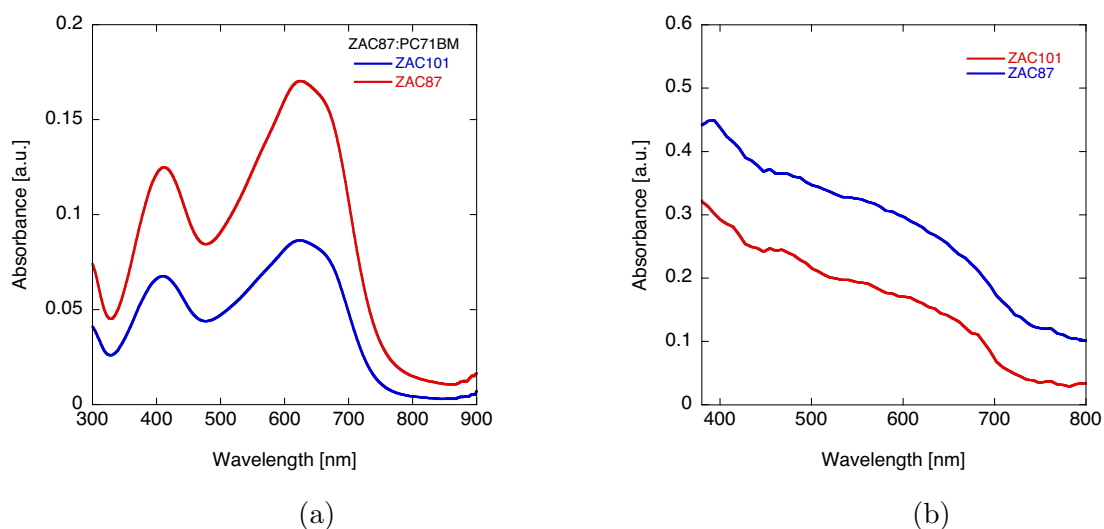 0.2
0.15
0.1
0.05
0
300 400 500 600 700 800 900
Absorbance [a.u.]
Wavelength [nm]
ZAC87:PC71BM
ZAC101
ZAC87
(a)
0.6
0.5
0.4
0.3
0.2
0.1
0
400 500 600 700 800
Absorbance [a.u.]
Wavelength [nm]
ZAC101
ZAC87
(b)